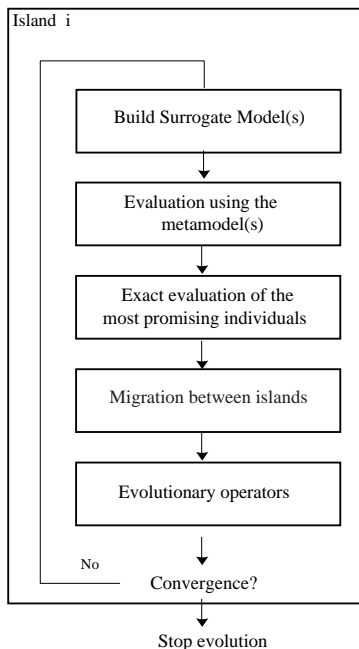 Island i
Build Surrogate Model(s)
Evaluation using the
metamodel(s)
Exact evaluation of the
most promising individuals
Migration between islands
Evolutionary operators
No
Convergence?
Stop evolution